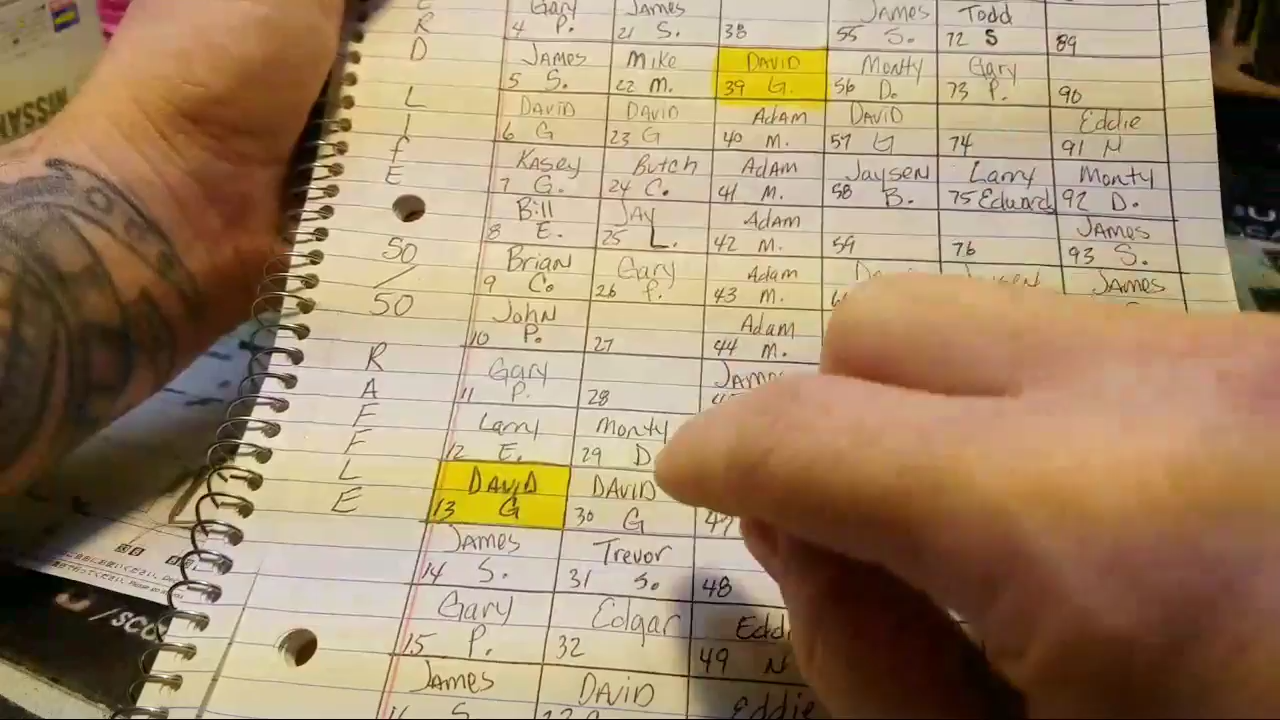 R
D
L
I
f
E
50
/
50
R
A
F
F
L
E
Gary James James Todd
4 P. 21 S. 38 55 S. 72 S 89
James Mike DAVID Monty Gary
5 S. 22 M. 39 G. 56 D. 73 P. 90
DAVID DAVID Adam DAVID Eddie
6 G 23 G 40 M. 57 G 74 91 N
Kasey Butch Adam Jaysen Larry Monty
7 G. 24 C. 41 M. 58 B. 75 Edward 92 D.
Bill JAY Adam James
8 E. 25 L. 42 M. 59 76 93 S.
Brian Gary Adam James
9 C. 26 P. 43 M.
John Adam
10 P. 27 44 M.
Gary James
11 P. 28
Larry Monty
12 E. 29 D
DAVID DAVID
13 G 30 G 47
James Trevor
14 S. 31 S. 48
Gary Edgar Eddi
15 P. 32 49 N
James DAVID Eddie